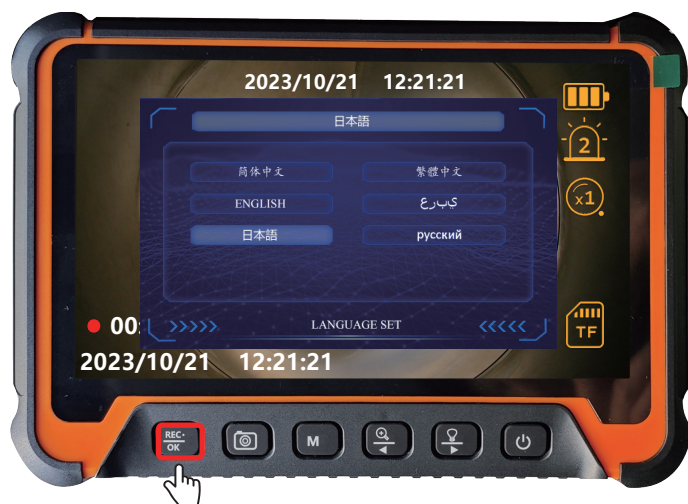 2023/10/21 12:21:21
日本語
简体中文
繁體中文
ENGLISH
يبرع
日本語
русский
00:
LANGUAGE SET
2023/10/21 12:21:21
2
x1
TF
REC·
OK
M